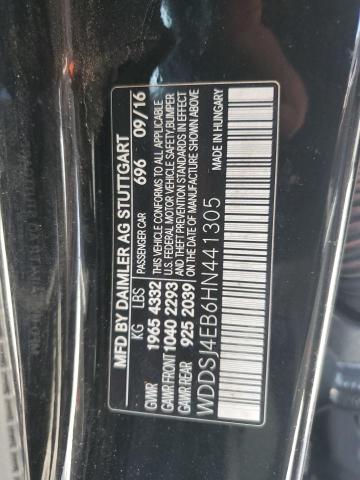 MFD BY DAIMLER AG STUTTGART
KG LBS PASSENGER CAR 696 09/16
GVWR 1965 4332 THIS VEHICLE CONFORMS TO ALL APPLICABLE
GAWR FRONT 1040 2293 U.S. FEDERAL MOTOR VEHICLE SAFETY,BUMPER
GAWR REAR 925 2039 AND THEFT PREVENTION STANDARDS IN EFFECT
ON THE DATE OF MANUFACTURE SHOWN ABOVE
WDDSJ4EB6HN441305 MADE IN HUNGARY